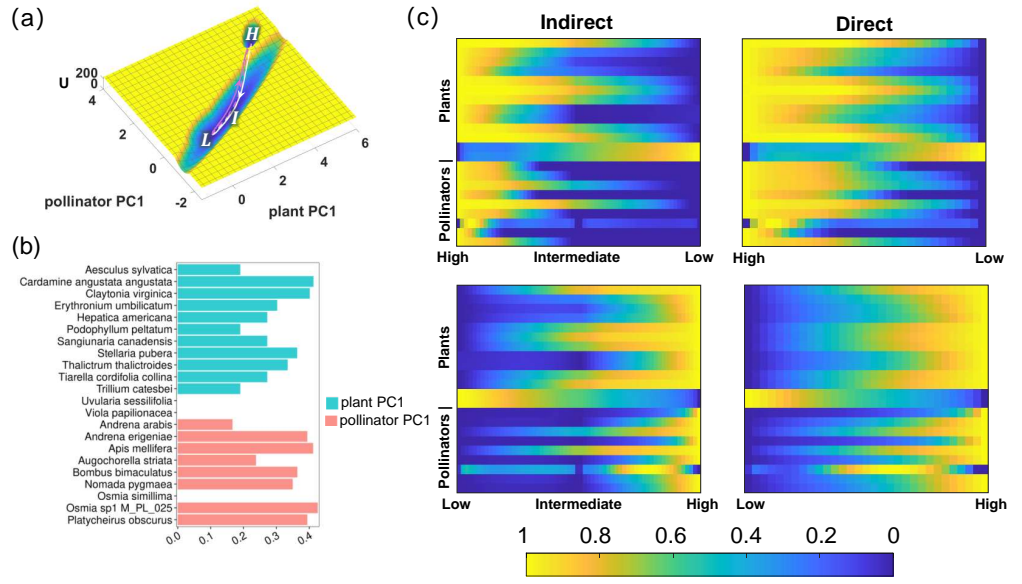 (a)
H
I
L
U
200
0
4
2
0
-2
pollinator PC1
0
2
4
6
plant PC1
(b)
Aesculus sylvatica
Cardamine angustata angustata
Claytonia virginica
Erythronium umbilicatum
Hepatica americana
Podophyllum peltatum
Sangiunaria canadensis
Stellaria pubera
Thalictrum thalictroides
Tiarella cordifolia collina
Trillium catesbei
Uvularia sessilifolia
Viola papilionacea
Andrena arabis
Andrena erigeniae
Apis mellifera
Augochorella striata
Bombus bimaculatus
Nomada pygmaea
Osmia simillima
Osmia sp1 M_PL_025
Platycheirus obscurus
0.0 0.1 0.2 0.3 0.4
plant PC1
pollinator PC1
(c)
Indirect
Direct
Plants
Pollinators
High Intermediate Low
High Low
Plants
Pollinators
Low Intermediate High
Low High
1 0.8 0.6 0.4 0.2 0